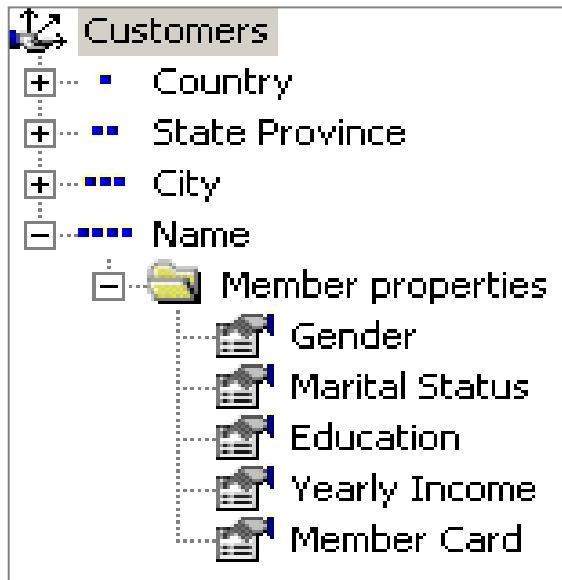 Customers
Country
State Province
City
Name
Member properties
Gender
Marital Status
Education
Yearly Income
Member Card